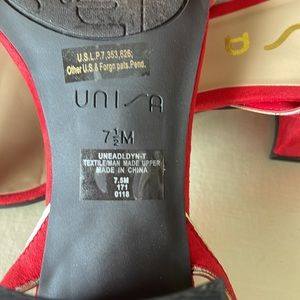 U.S.L.P.7,353,626;
Other U.S.& Forgn pats.Pend.
UNISA
7½M
UNEADLDYN-T
TEXTILE/MAN MADE UPPER
MADE IN CHINA
7.5M
171
0118